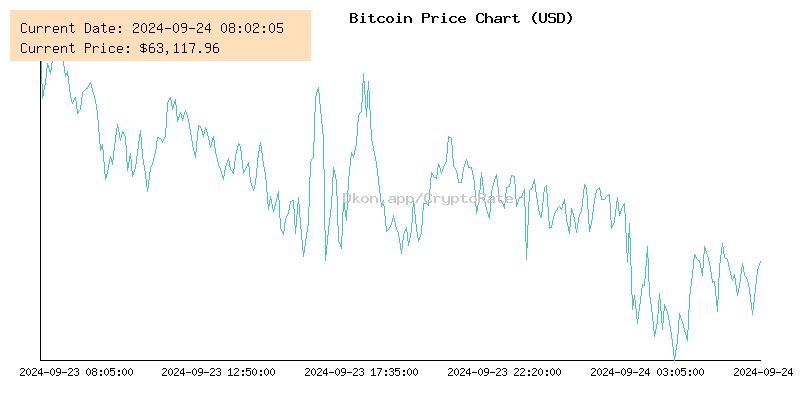 Bitcoin Price Chart (USD)
Current Date: 2024-09-24 08:02:05
Current Price: $63,117.96
Dkon.app/CryptoRate
2024-09-23 08:05:00 2024-09-23 12:50:00 2024-09-23 17:35:00 2024-09-23 22:20:00 2024-09-24 03:05:00 2024-09-24